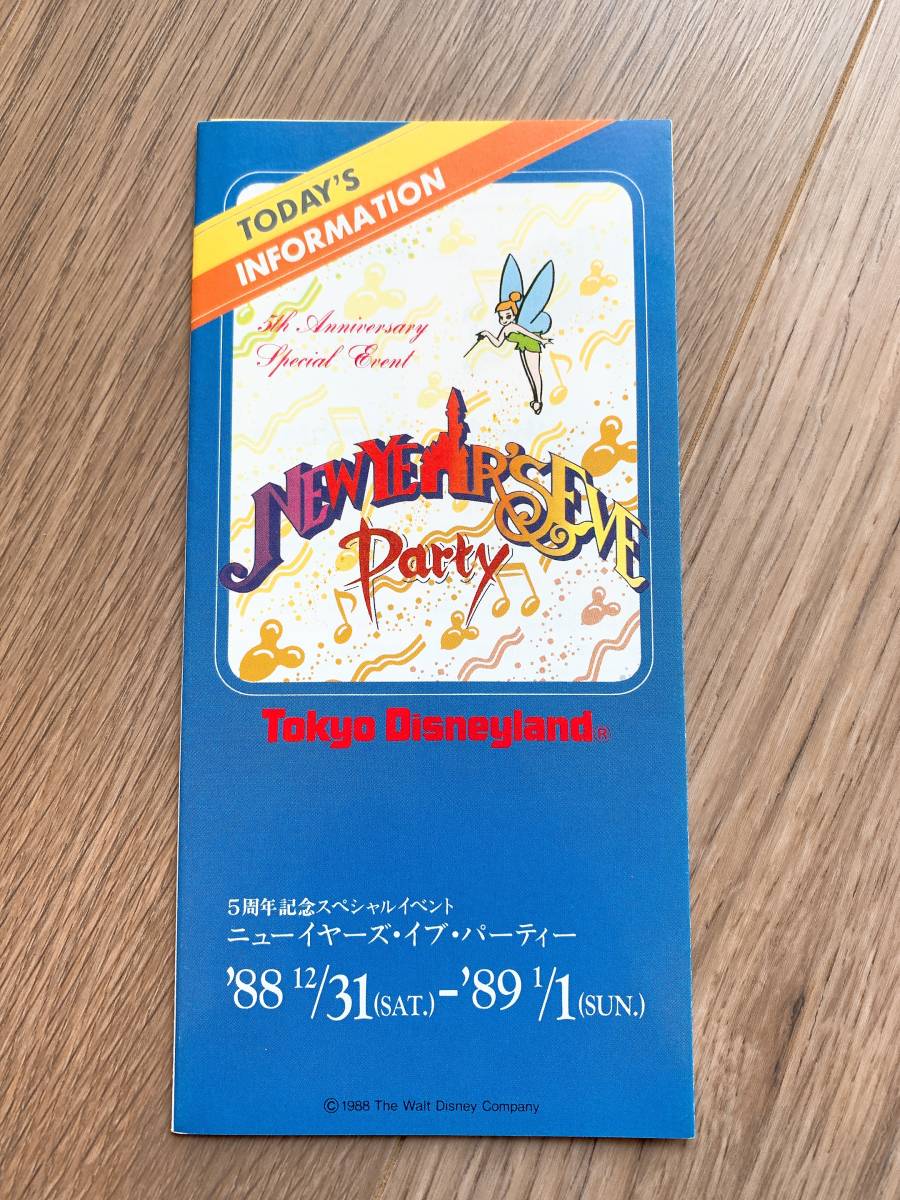 TODAY'S
INFORMATION
5th Anniversary
Special Event
NEW YEAR'S EVE
Party
Tokyo Disneyland®
5周年記念スペシャルイベント
ニューイヤーズ・イブ・パーティー
'88 12/31(SAT.)-'89 1/1(SUN.)
©1988 The Walt Disney Company